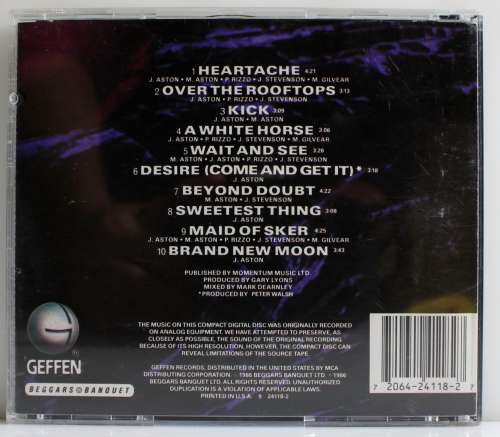 1 HEARTACHE 4:21
J. ASTON • M. ASTON • P. RIZZO • J. STEVENSON • M. GILVEAR
2 OVER THE ROOFTOPS 3:13
J. ASTON • P. RIZZO • J. STEVENSON
3 KICK 3:09
J. ASTON • M. ASTON
4 A WHITE HORSE 3:06
J. ASTON • M. ASTON • P. RIZZO • J. STEVENSON • M. GILVEAR
5 WAIT AND SEE 3:26
M. ASTON • J. ASTON • P. RIZZO • J. STEVENSON
6 DESIRE (COME AND GET IT)* 3:18
J. ASTON
7 BEYOND DOUBT 4:22
M. ASTON • J. STEVENSON
8 SWEETEST THING 3:08
J. ASTON
9 MAID OF SKER 4:25
J. ASTON • M. ASTON • P. RIZZO • J. STEVENSON • M. GILVEAR
10 BRAND NEW MOON 3:43
J. ASTON
PUBLISHED BY MOMENTUM MUSIC LTD.
PRODUCED BY GARY LYONS
MIXED BY MARK DEARNLEY
*PRODUCED BY PETER WALSH
THE MUSIC ON THIS COMPACT DIGITAL DISC WAS ORIGINALLY RECORDED
ON ANALOG EQUIPMENT. WE HAVE ATTEMPTED TO PRESERVE, AS
CLOSELY AS POSSIBLE, THE SOUND OF THE ORIGINAL RECORDING
BECAUSE OF ITS HIGH RESOLUTION, HOWEVER, THE COMPACT DISC CAN
REVEAL LIMITATIONS OF THE SOURCE TAPE.
GEFFEN
BEGGARS BANQUET
GEFFEN RECORDS, DISTRIBUTED IN THE UNITED STATES BY MCA
DISTRIBUTING CORPORATION. © 1986 BEGGARS BANQUET LTD. ℗ 1986
BEGGARS BANQUET LTD. ALL RIGHTS RESERVED. UNAUTHORIZED
DUPLICATION IS A VIOLATION OF APPLICABLE LAWS.
PRINTED IN U.S.A. 9 24118-2
7 2064-24118-2 7